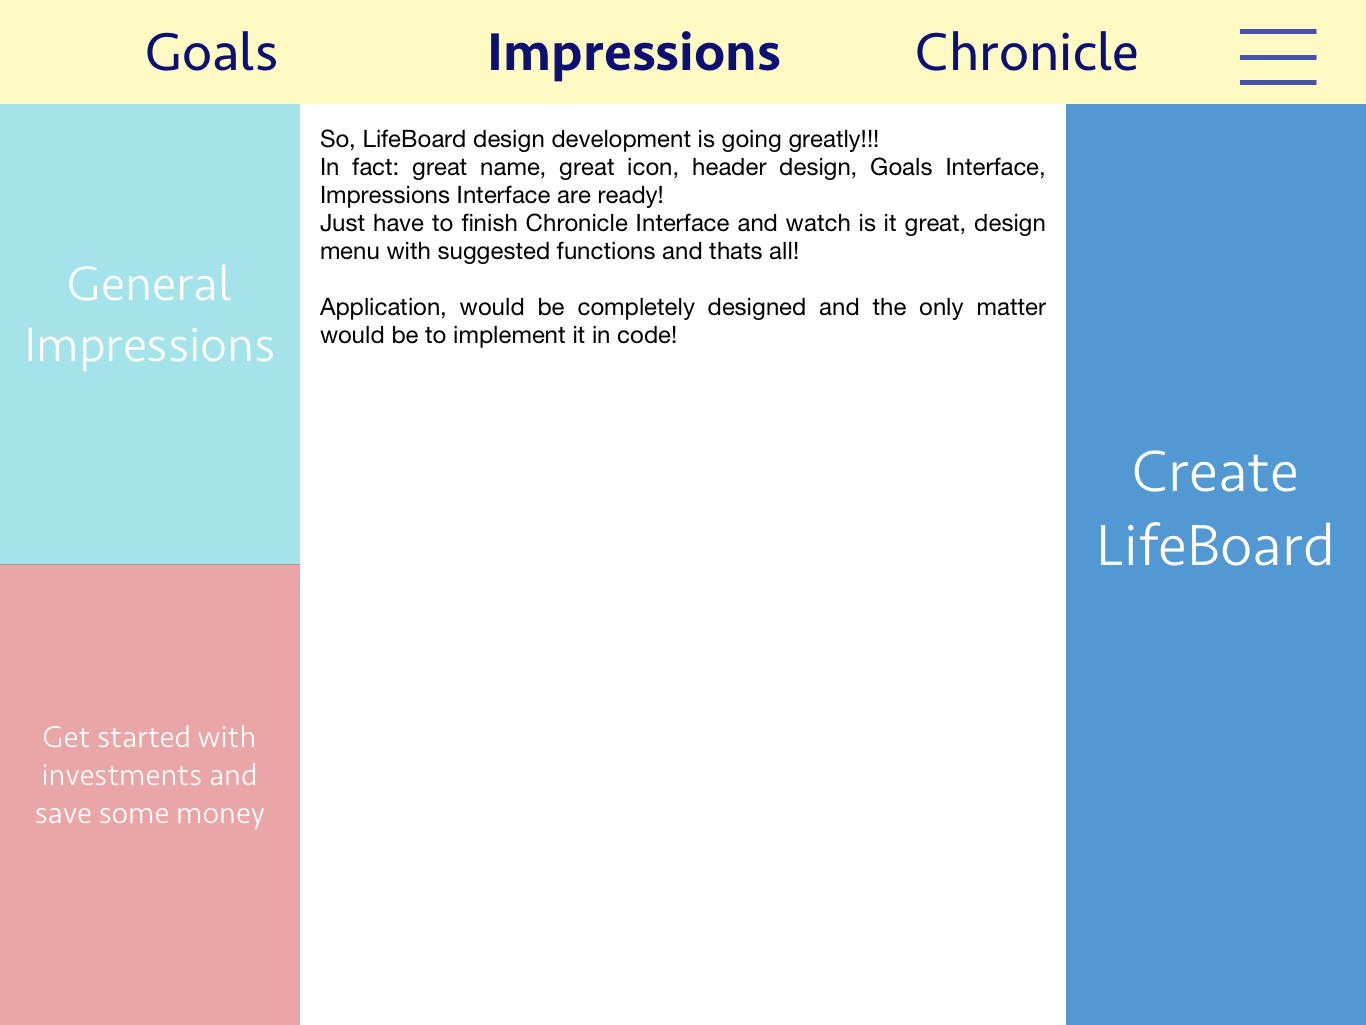 Goals
Impressions
Chronicle
General
Impressions
Get started with
investments and
save some money
So, LifeBoard design development is going greatly!!!
In fact: great name, great icon, header design, Goals Interface,
Impressions Interface are ready!
Just have to finish Chronicle Interface and watch is it great, design
menu with suggested functions and thats all!
Application, would be completely designed and the only matter
would be to implement it in code!
Create
LifeBoard